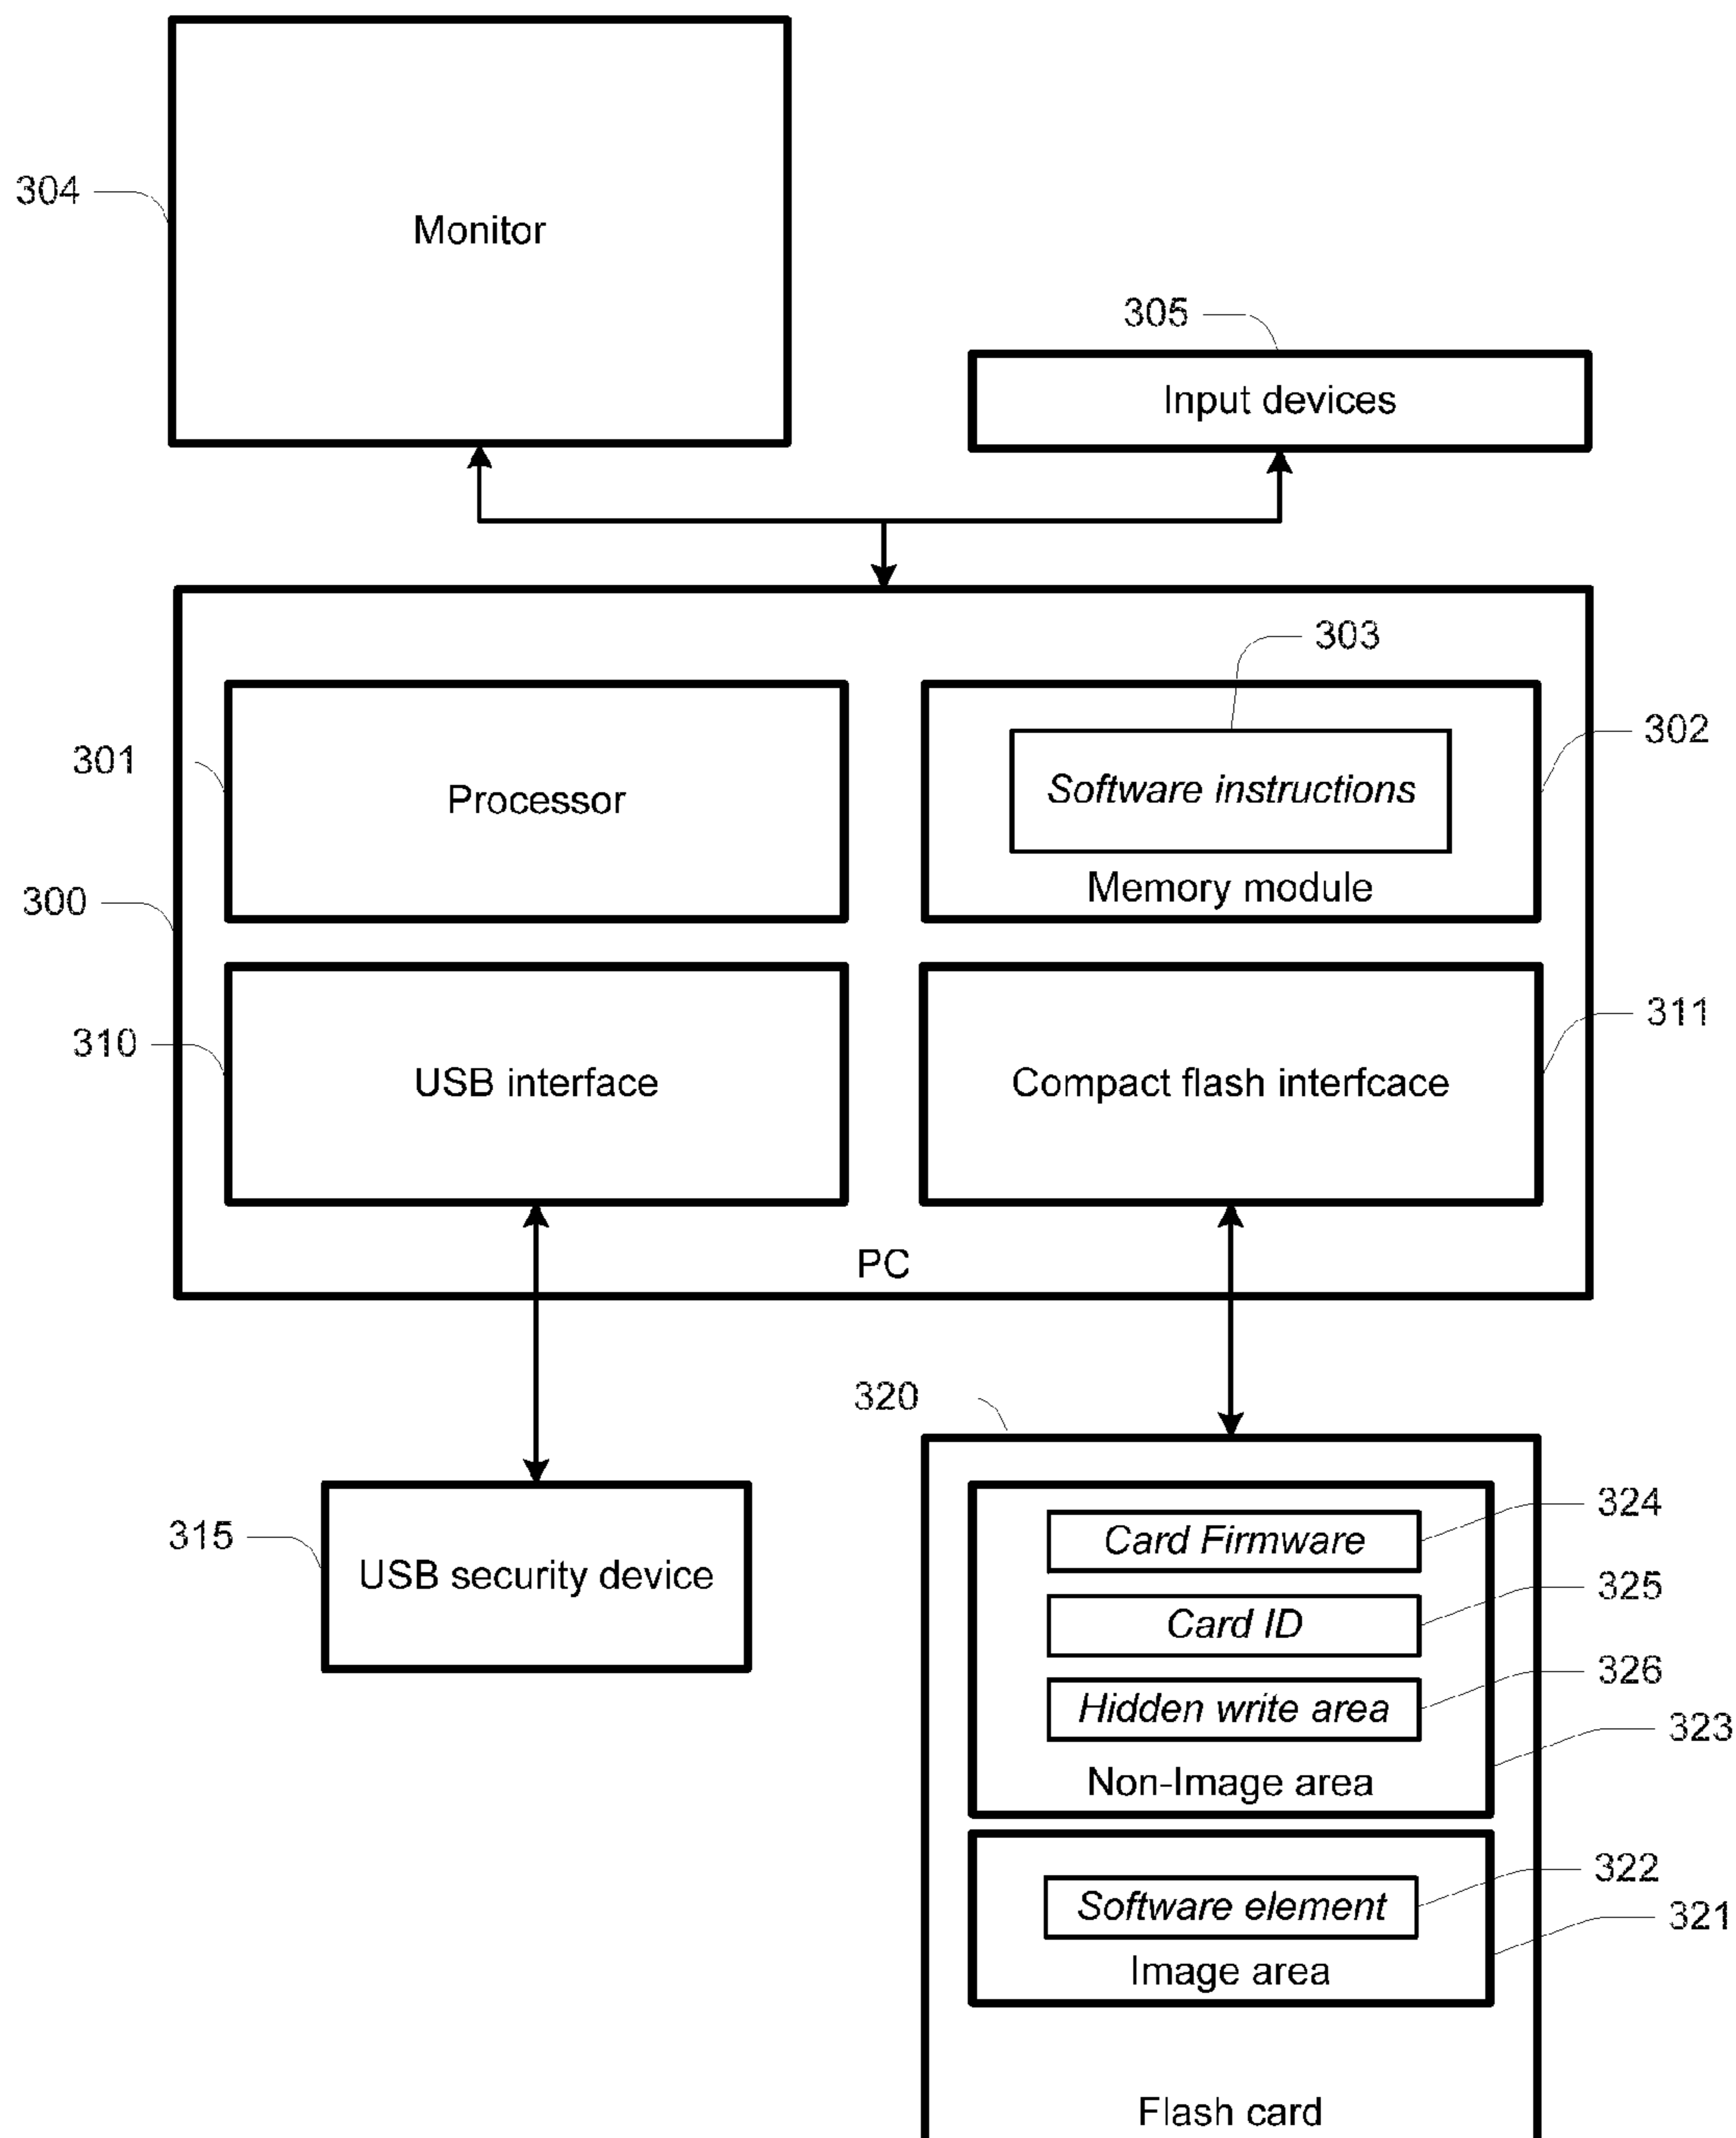 304
Monitor
305
Input devices
303
301
Processor
Software instructions
302
Memory module
300
310
USB interface
Compact flash interfcace
311
PC
320
315
USB security device
Card Firmware
324
Card ID
325
Hidden write area
326
323
Non-Image area
Software element
322
321
Image area
Flash card